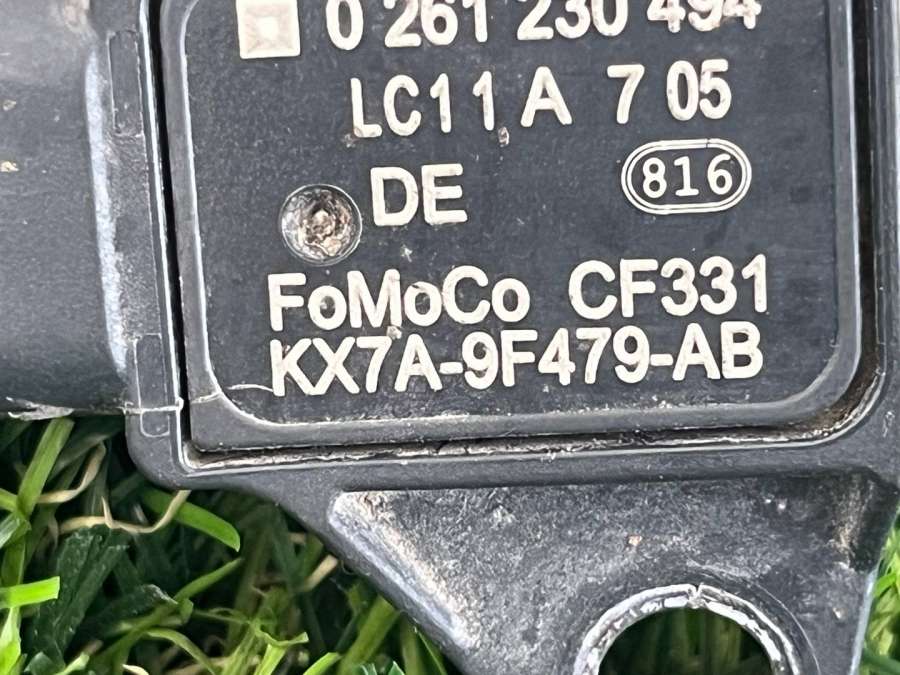 0 261 230 494
LC11 A 7 05
DE 816
FoMoCo CF331
KX7A-9F479-AB